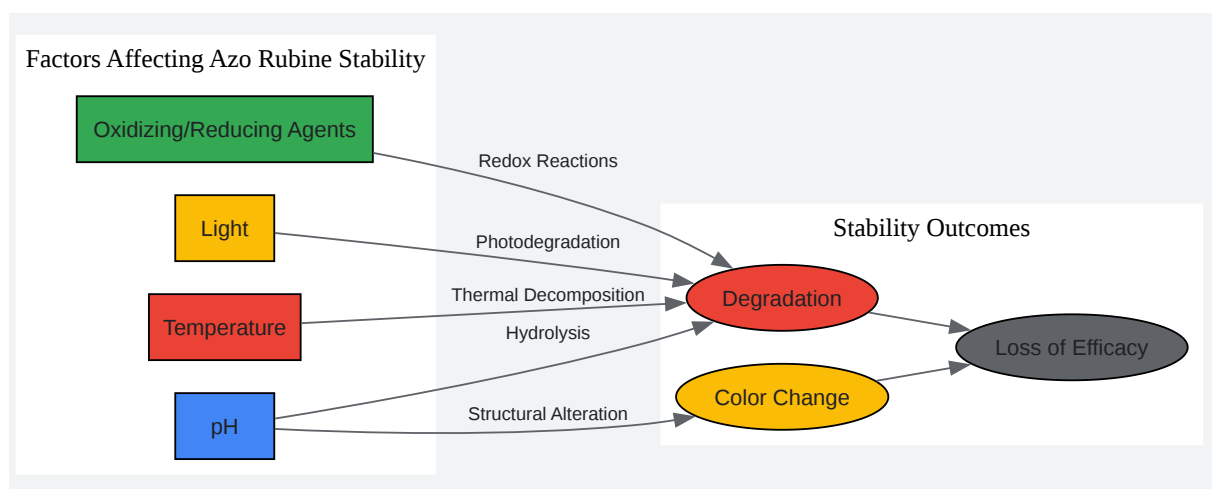 Factors Affecting Azo Rubine Stability
Oxidizing/Reducing Agents
Light
Temperature
pH
Redox Reactions
Photodegradation
Thermal Decomposition
Hydrolysis
Structural Alteration
Stability Outcomes
Degradation
Color Change
Loss of Efficacy